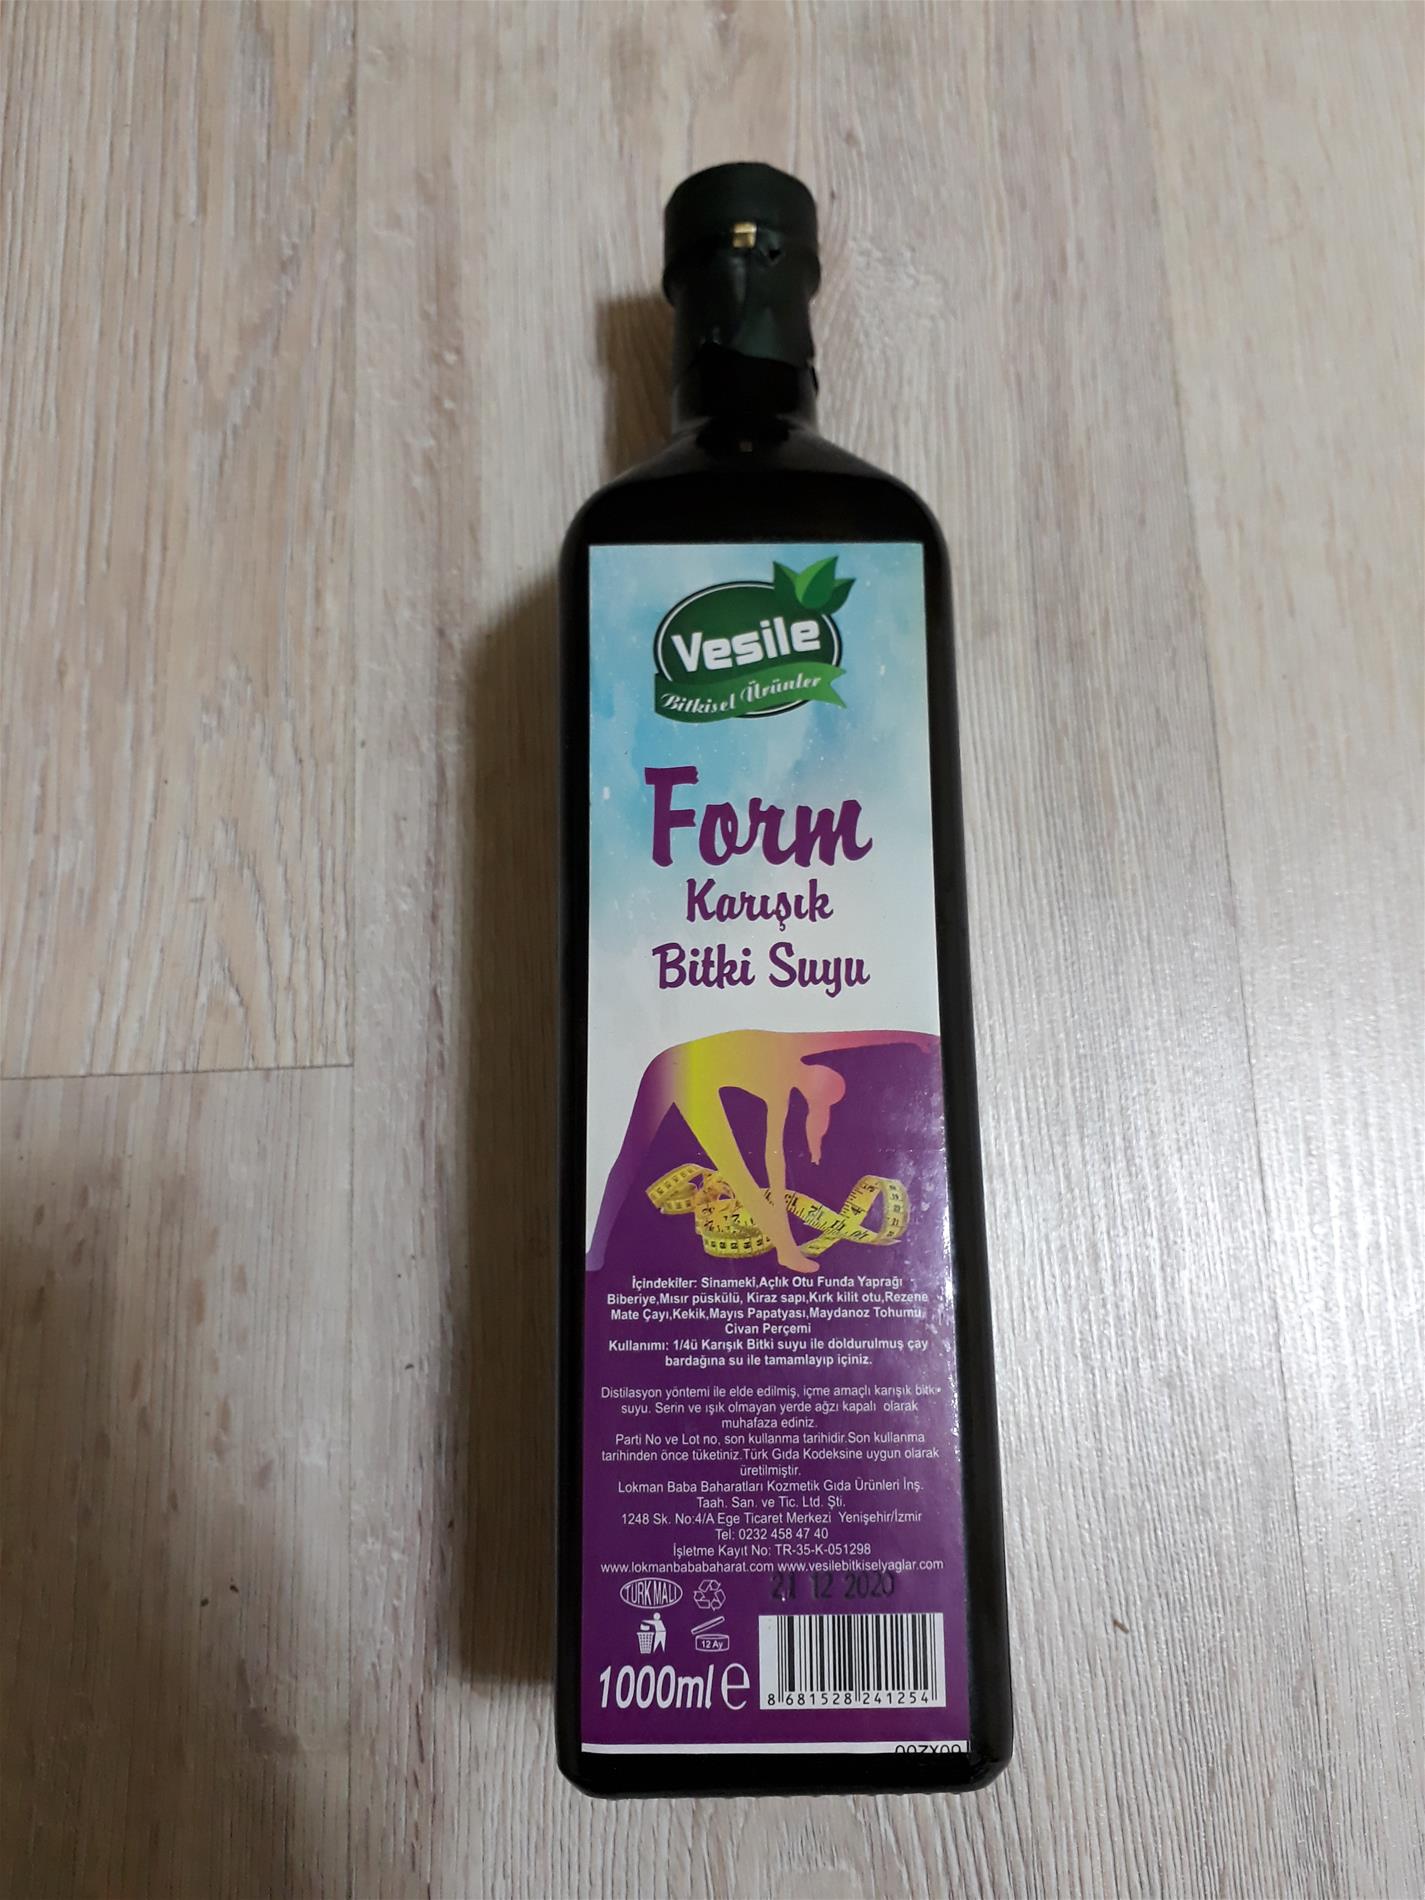 Vesile
Bitkisel Ürünler
Form
Karışık
Bitki Suyu
İçindekiler: Sinameki,Açlık Otu Funda Yaprağı
Biberiye,Mısır püskülü, Kiraz sapı,Kırk kilit otu,Rezene
Mate Çayı,Kekik,Mayıs Papatyası,Maydanoz Tohumu,
Civan Perçemi
Kullanımı: 1/4ü Karışık Bitki suyu ile doldurulmuş çay
bardağına su ile tamamlayıp içiniz.
Distilasyon yöntemi ile elde edilmiş, içme amaçlı karışık bitki
suyu. Serin ve ışık olmayan yerde ağzı kapalı olarak
muhafaza ediniz.
Parti No ve Lot no, son kullanma tarihidir.Son kullanma
tarihinden önce tüketiniz.Türk Gıda Kodeksine uygun olarak
üretilmiştir.
Lokman Baba Baharatları Kozmetik Gıda Ürünleri İnş.
Taah. San. ve Tic. Ltd. Şti.
1248 Sk. No:4/A Ege Ticaret Merkezi Yenişehir/İzmir
Tel: 0232 458 47 40
İşletme Kayıt No: TR-35-K-051298
www.lokmanbababaharat.com www.vesilebitkiselyaglar.com
TÜRK MALI
21 12 2020
12 Ay
1000ml e
8 681528 241254